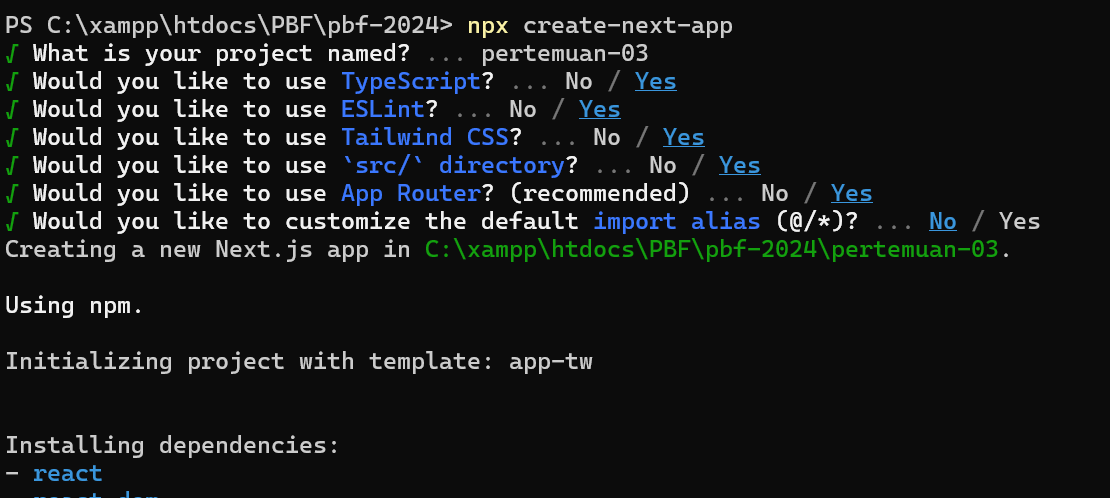 PS C:\xampp\htdocs\PBF\pbf-2024> npx create-next-app
√ What is your project named? ... pertemuan-03
√ Would you like to use TypeScript? ... No / Yes
√ Would you like to use ESLint? ... No / Yes
√ Would you like to use Tailwind CSS? ... No / Yes
√ Would you like to use `src/` directory? ... No / Yes
√ Would you like to use App Router? (recommended) ... No / Yes
√ Would you like to customize the default import alias (@/*)? ... No / Yes
Creating a new Next.js app in C:\xampp\htdocs\PBF\pbf-2024\pertemuan-03.
Using npm.
Initializing project with template: app-tw
Installing dependencies:
- react